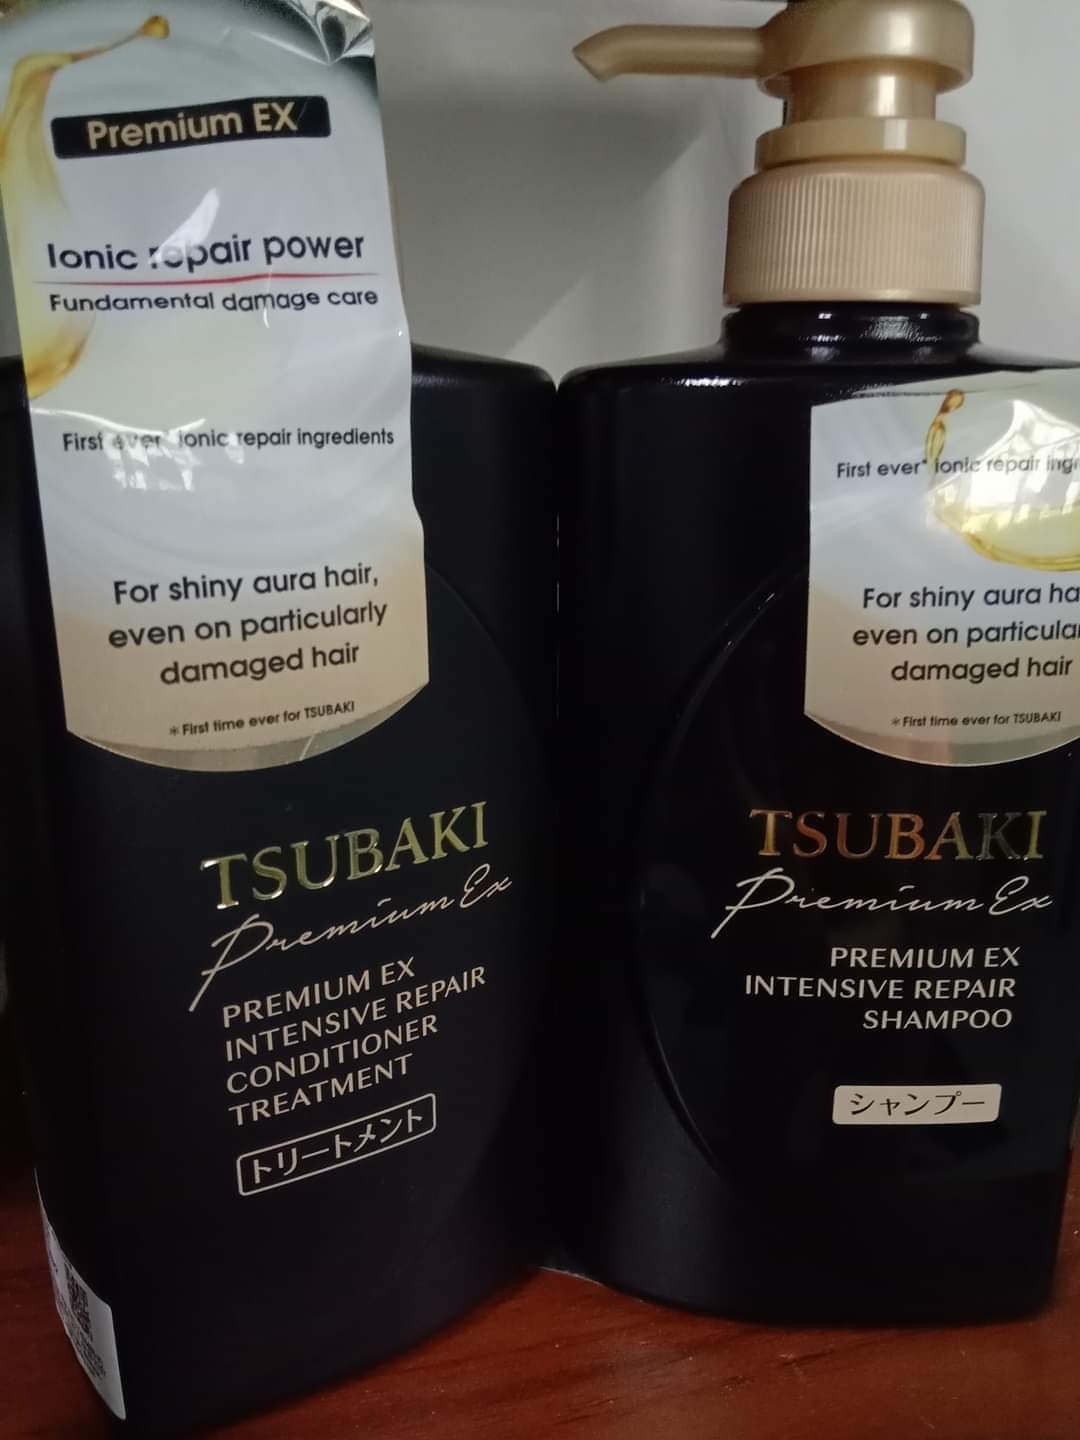 Premium EX
Ionic repair power
Fundamental damage care
First ever* ionic repair ingredients
For shiny aura hair,
even on particularly
damaged hair
*First time ever for TSUBAKI
TSUBAKI
Premium Ex
PREMIUM EX
INTENSIVE REPAIR
CONDITIONER
TREATMENT
トリートメント
First ever* ionic repair
For shiny aura
even on
damaged hair
*First time ever for TSUBAKI
TSUBAKI
Premium Ex
PREMIUM EX
INTENSIVE REPAIR
SHAMPOO
シャンプー